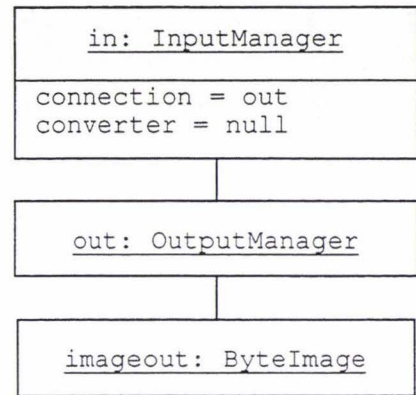 in: InputManager
connection = out
converter = null
out: OutputManager
imageout: ByteImage